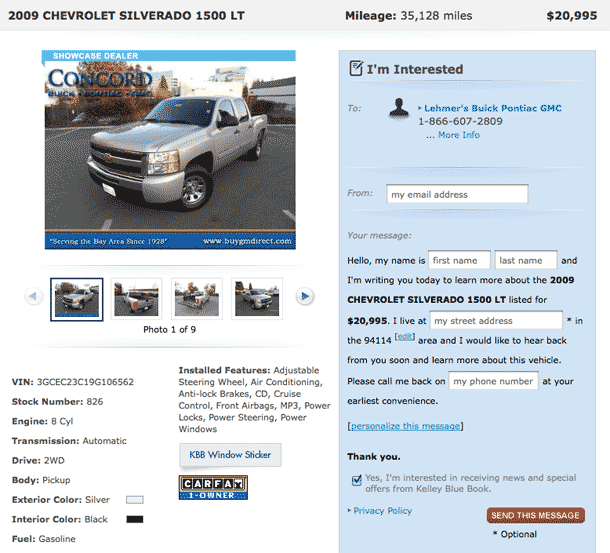 2009 CHEVROLET SILVERADO 1500 LT
Mileage: 35,128 miles
$20,995
SHOWCASE DEALER
CONCORD
BUICK • PONTIAC • GMC
"Serving the Bay Area Since 1928"
www.buygmdirect.com
Photo 1 of 9
VIN: 3GCEC23C19G106562
Stock Number: 826
Engine: 8 Cyl
Transmission: Automatic
Drive: 2WD
Body: Pickup
Exterior Color: Silver
Interior Color: Black
Fuel: Gasoline
Installed Features: Adjustable
Steering Wheel, Air Conditioning,
Anti-lock Brakes, CD, Cruise
Control, Front Airbags, MP3, Power
Locks, Power Steering, Power
Windows
KBB Window Sticker
CARFAX
1-OWNER
I'm Interested
To:
Lehmer's Buick Pontiac GMC
1-866-607-2809
... More Info
From: my email address
Your message:
Hello, my name is first name last name and
I'm writing you today to learn more about the 2009
CHEVROLET SILVERADO 1500 LT listed for
$20,995. I live at my street address * in
the 94114 [edit] area and I would like to hear back
from you soon and learn more about this vehicle.
Please call me back on my phone number at your
earliest convenience.
[personalize this message]
Thank you.
Yes, I'm interested in receiving news and special
offers from Kelley Blue Book.
Privacy Policy
SEND THIS MESSAGE
* Optional